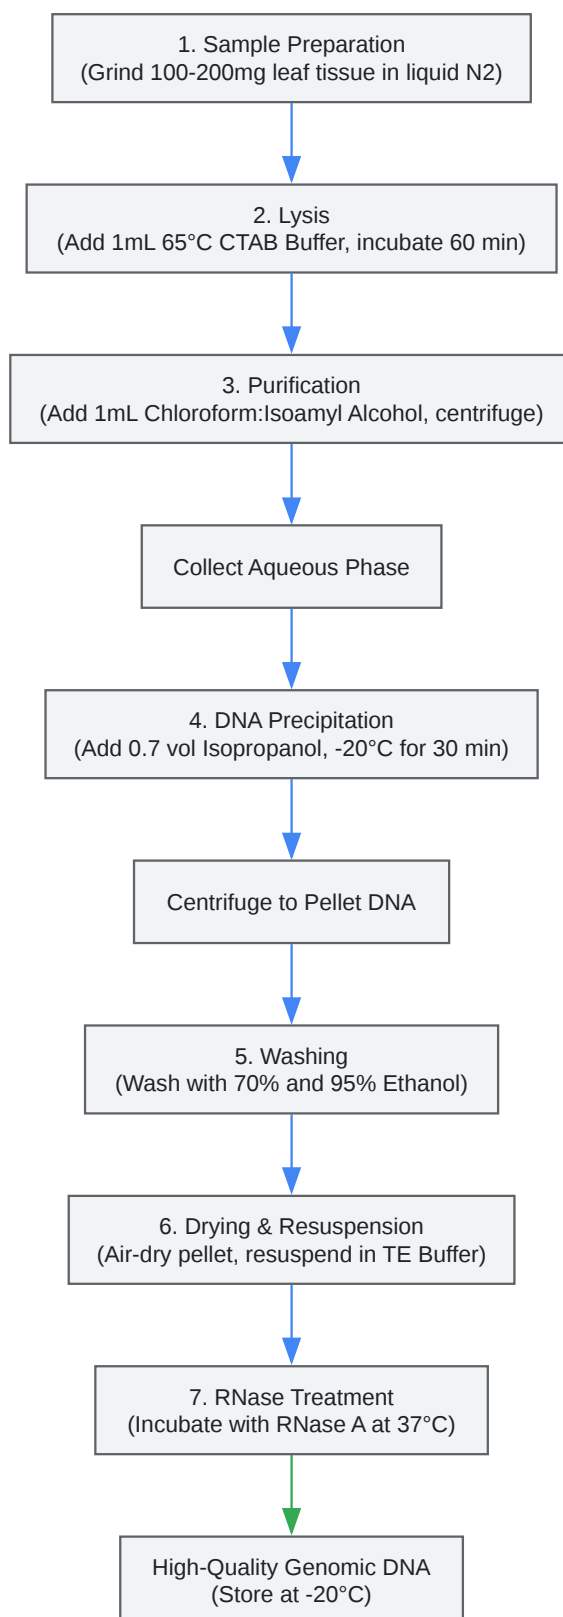 1. Sample Preparation
(Grind 100-200mg leaf tissue in liquid N2)
2. Lysis
(Add 1mL 65°C CTAB Buffer, incubate 60 min)
3. Purification
(Add 1mL Chloroform:Isoamyl Alcohol, centrifuge)
Collect Aqueous Phase
4. DNA Precipitation
(Add 0.7 vol Isopropanol, -20°C for 30 min)
Centrifuge to Pellet DNA
5. Washing
(Wash with 70% and 95% Ethanol)
6. Drying & Resuspension
(Air-dry pellet, resuspend in TE Buffer)
7. RNase Treatment
(Incubate with RNase A at 37°C)
High-Quality Genomic DNA
(Store at -20°C)